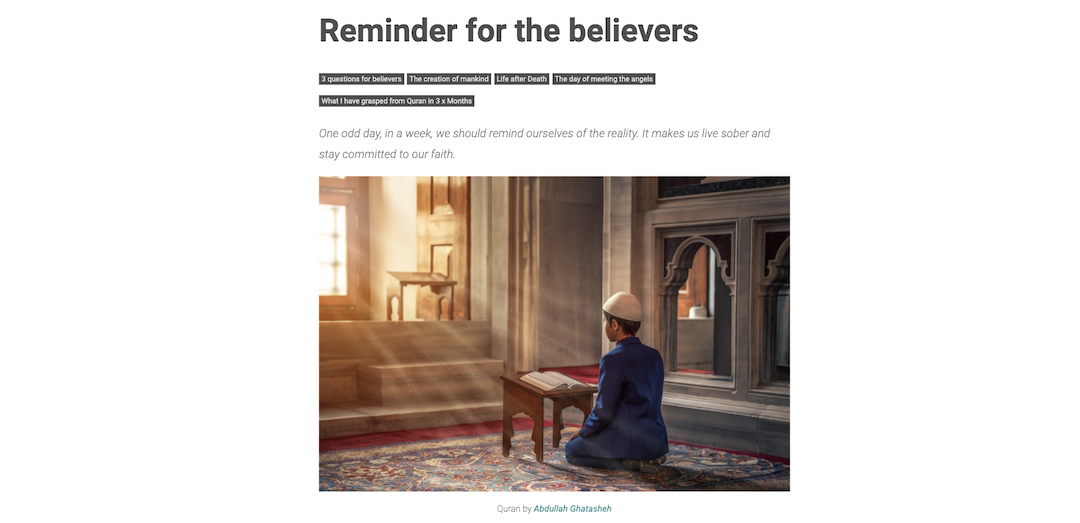 Reminder for the believers
3 questions for believers The creation of mankind Life after Death The day of meeting the angels
What I have grasped from Quran in 3 x Months
One odd day, in a week, we should remind ourselves of the reality. It makes us live sober and
stay committed to our faith.
Quran by Abdullah Ghatasheh